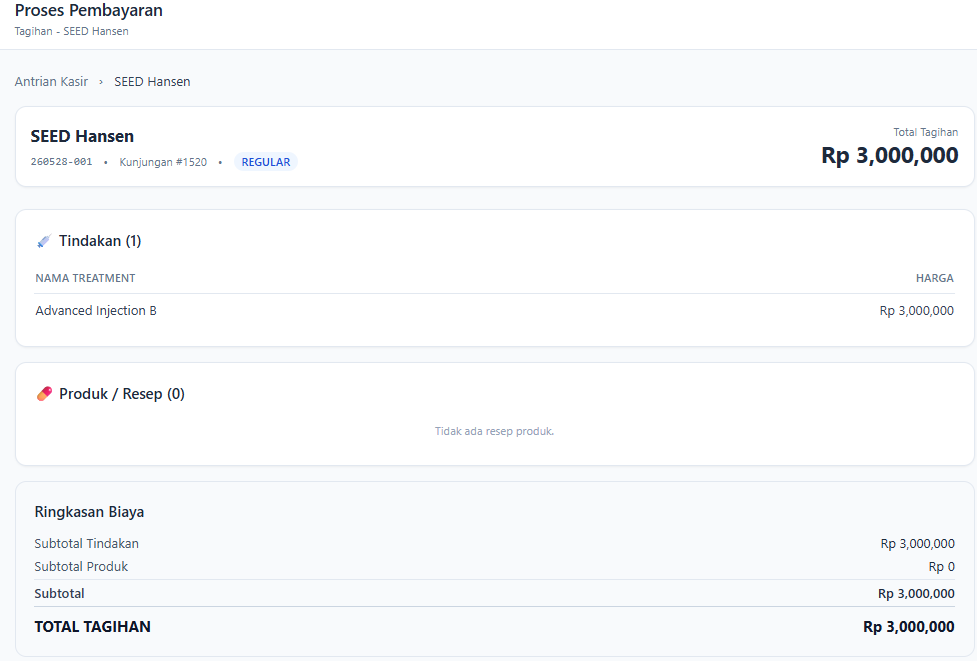 Proses Pembayaran
Tagihan - SEED Hansen
Antrian Kasir › SEED Hansen
SEED Hansen
260528-001 • Kunjungan #1520 • REGULAR
Total Tagihan
Rp 3,000,000
Tindakan (1)
NAMA TREATMENT HARGA
Advanced Injection B Rp 3,000,000
Produk / Resep (0)
Tidak ada resep produk.
Ringkasan Biaya
Subtotal Tindakan Rp 3,000,000
Subtotal Produk Rp 0
Subtotal Rp 3,000,000
TOTAL TAGIHAN Rp 3,000,000